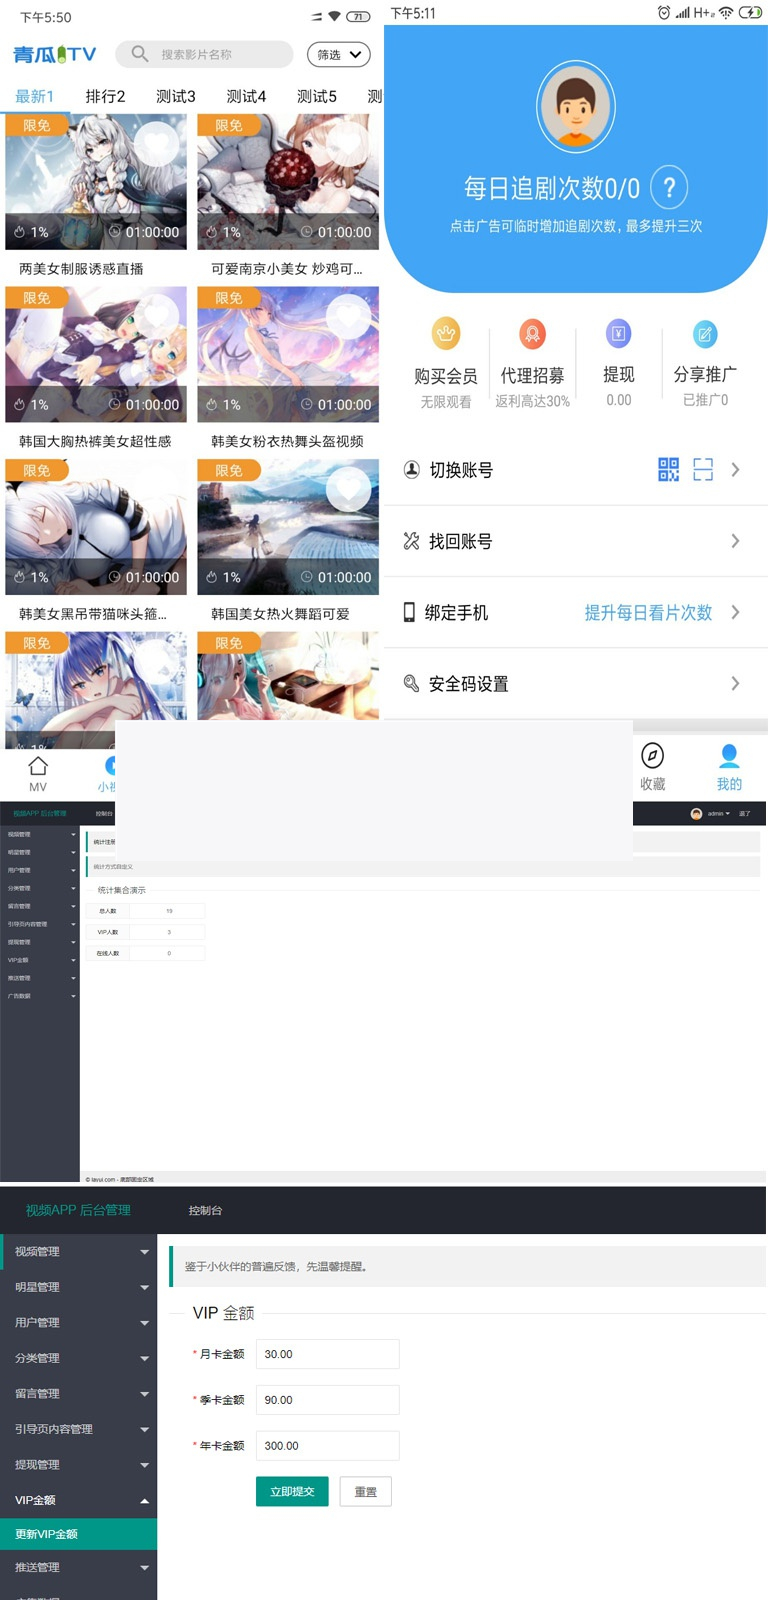 下午5:50
71
青瓜TV
搜索影片名称
筛选
最新1
排行2
测试3
测试4
测试5
测
限免
限免
1%
01:00:00
1%
01:00:00
两美女制服诱惑直播
可爱南京小美女 炒鸡可...
限免
限免
1%
01:00:00
1%
01:00:00
韩国大胸热裤美女超性感
韩美女粉衣热舞头盔视频
限免
限免
1%
01:00:00
1%
01:00:00
韩美女黑吊带猫咪头箍...
韩国美女热火舞蹈可爱
限免
限免
1%
MV
小视
下午5:11
H+
每日追剧次数0/0
?
点击广告可临时增加追剧次数, 最多提升三次
购买会员
代理招募
提现
分享推广
无限观看
返利高达30%
0.00
已推广0
切换账号
找回账号
绑定手机
提升每日看片次数
安全码设置
收藏
我的
视频APP 后台管理
控制台
admin
退了
视频管理
明星管理
用户管理
分类管理
留言管理
引导页内容管理
提现管理
VIP金额
推送管理
广告数据
统计注册
统计方式自定义
统计集合演示
总人数
19
VIP人数
3
在线人数
0
© layui.com - 底部固定区域
视频APP 后台管理
控制台
视频管理
明星管理
用户管理
分类管理
留言管理
引导页内容管理
提现管理
VIP金额
更新VIP金额
推送管理
鉴于小伙伴的普遍反馈，先温馨提醒。
VIP 金额
* 月卡金额
30.00
* 季卡金额
90.00
* 年卡金额
300.00
立即提交
重置